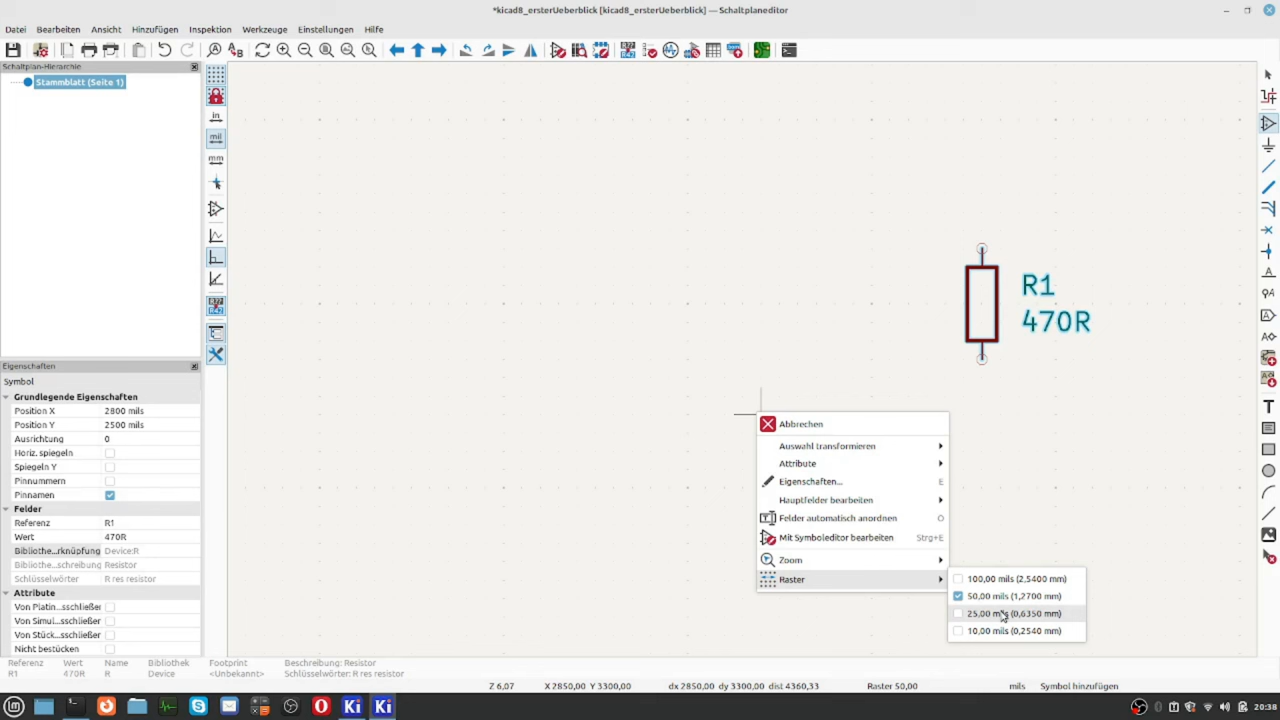 *kicad8_ersterUeberblick [kicad8_ersterUeberblick] — Schaltplaneditor
Datei Bearbeiten Ansicht Hinzufügen Inspektion Werkzeuge Einstellungen Hilfe
Schaltplan-Hierarchie
Stammblatt (Seite 1)
in
mil
mm
R1
470R
Eigenschaften
Symbol
Grundlegende Eigenschaften
Position X 2800 mils
Position Y 2500 mils
Ausrichtung 0
Horiz. spiegeln
Spiegeln Y
Pinnummern
Pinnamen
Felder
Referenz R1
Wert 470R
Bibliothe...rknüpfung Device:R
Bibliothe...schreibung Resistor
Schlüsselwörter R res resistor
Attribute
Von Platin...sschließer
Von Simul...sschließer
Von Stück...sschließer
Nicht bestücken
Abbrechen
Auswahl transformieren
Attribute
Eigenschaften... E
Hauptfelder bearbeiten
Felder automatisch anordnen O
Mit Symboleditor bearbeiten Strg+E
Zoom
Raster
100,00 mils (2,5400 mm)
50,00 mils (1,2700 mm)
25,00 mils (0,6350 mm)
10,00 mils (0,2540 mm)
Referenz Wert Name Bibliothek Footprint Beschreibung: Resistor
R1 470R R Device <Unbekannt> Schlüsselwörter: R res resistor
Z 6,07 X 2850,00 Y 3300,00 dx 2850,00 dy 3300,00 dist 4360,33 Raster 50,00 mils Symbol hinzufügen
20:38